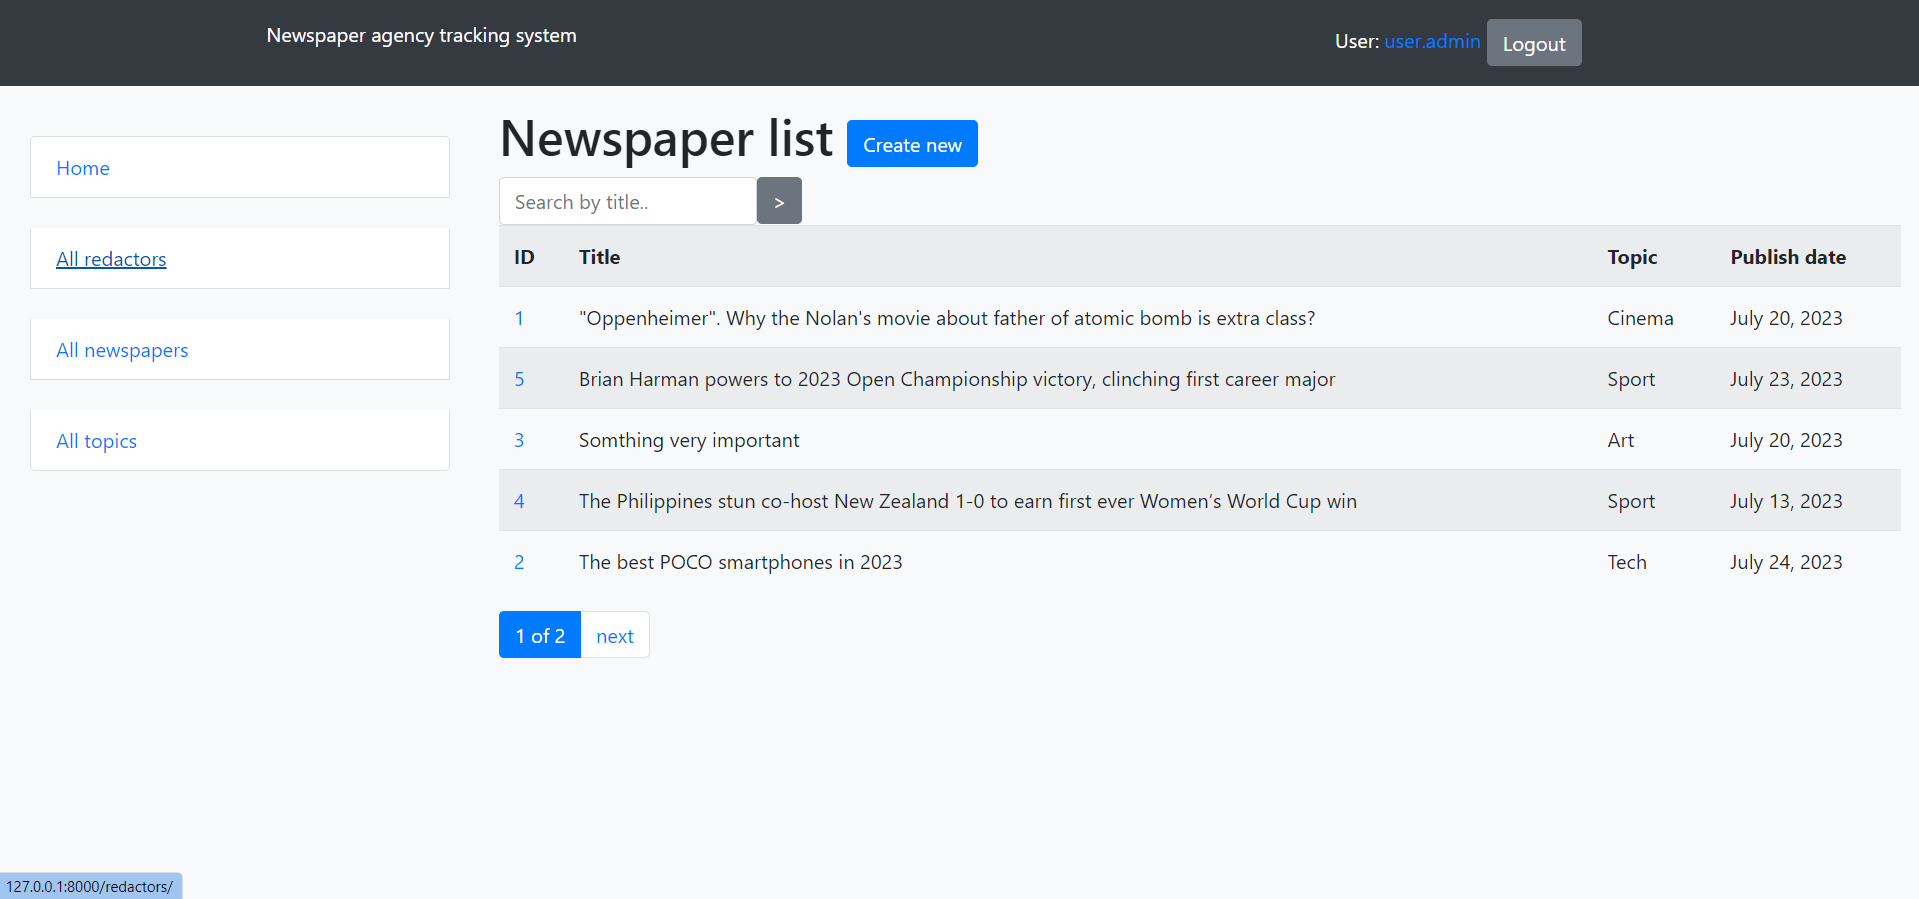 Newspaper agency tracking system
User: user.admin Logout
Home
All redactors
All newspapers
All topics
Newspaper list Create new
Search by title.. >
ID Title Topic Publish date
1 "Oppenheimer". Why the Nolan's movie about father of atomic bomb is extra class? Cinema July 20, 2023
5 Brian Harman powers to 2023 Open Championship victory, clinching first career major Sport July 23, 2023
3 Somthing very important Art July 20, 2023
4 The Philippines stun co-host New Zealand 1-0 to earn first ever Women’s World Cup win Sport July 13, 2023
2 The best POCO smartphones in 2023 Tech July 24, 2023
1 of 2 next
127.0.0.1:8000/redactors/